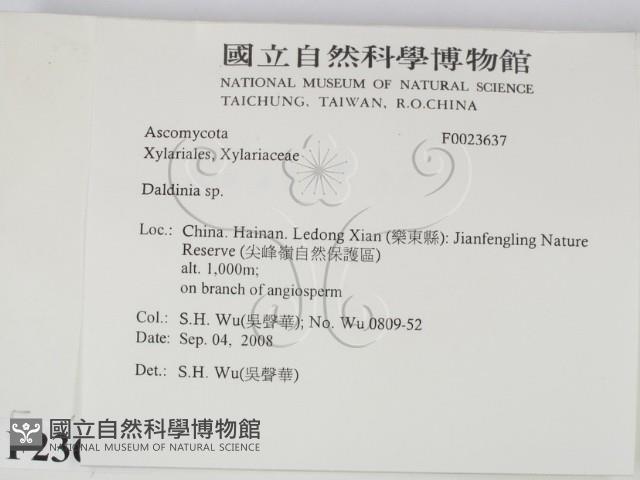 國立自然科學博物館
NATIONAL MUSEUM OF NATURAL SCIENCE
TAICHUNG, TAIWAN, R.O.CHINA
Ascomycota F0023637
Xylariales, Xylariaceae
Daldinia sp.
Loc.: China. Hainan. Ledong Xian (樂東縣): Jianfengling Nature
Reserve (尖峰嶺自然保護區)
alt. 1,000m;
on branch of angiosperm
Col.: S.H. Wu(吳聲華); No. Wu 0809-52
Date: Sep. 04, 2008
Det.: S.H. Wu(吳聲華)
國立自然科學博物館
NATIONAL MUSEUM OF NATURAL SCIENCE